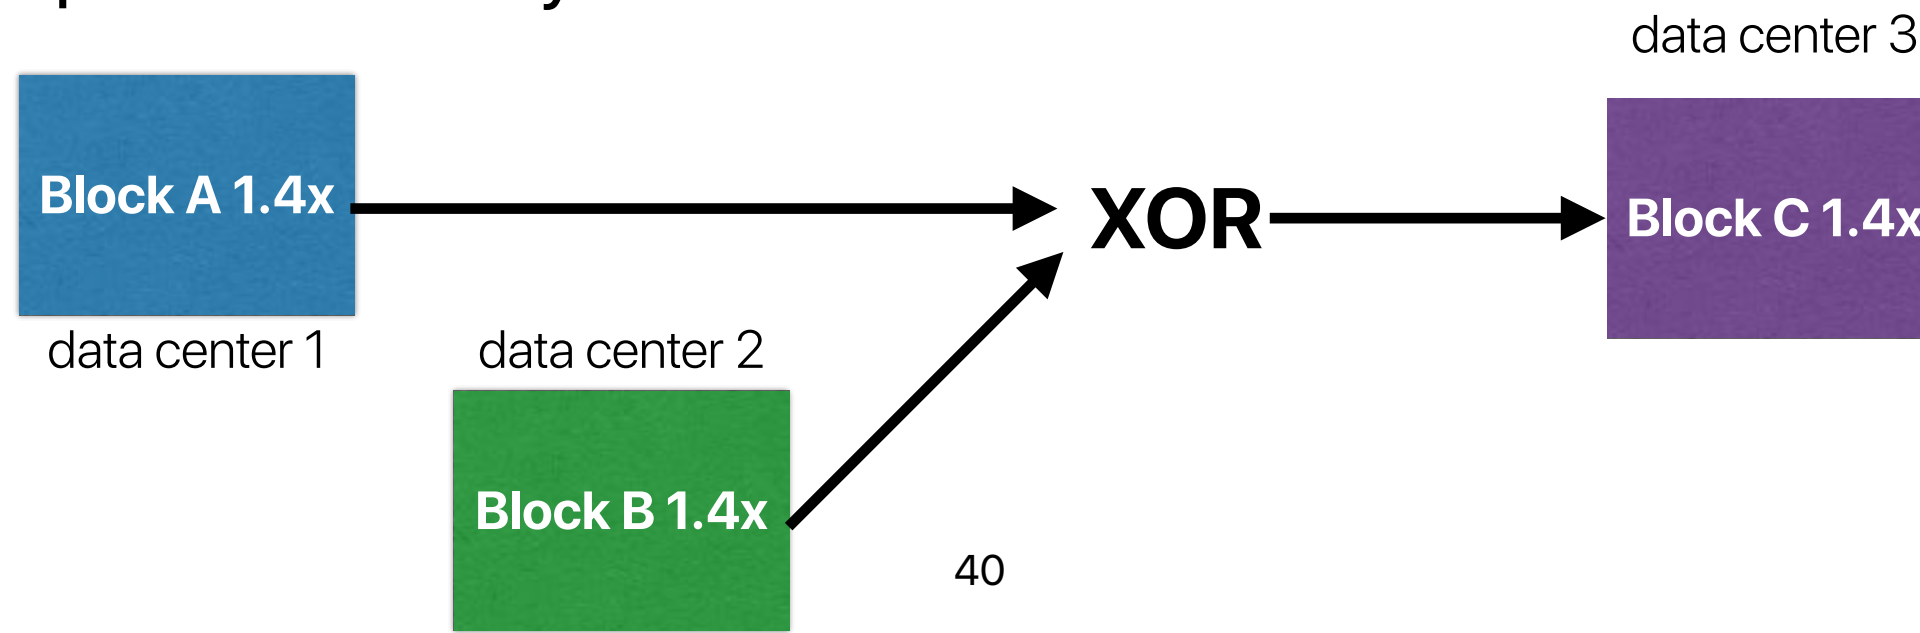 data center 3
Block A 1.4x
XOR
Block C 1.4x
data center 1
data center 2
Block B 1.4x
40